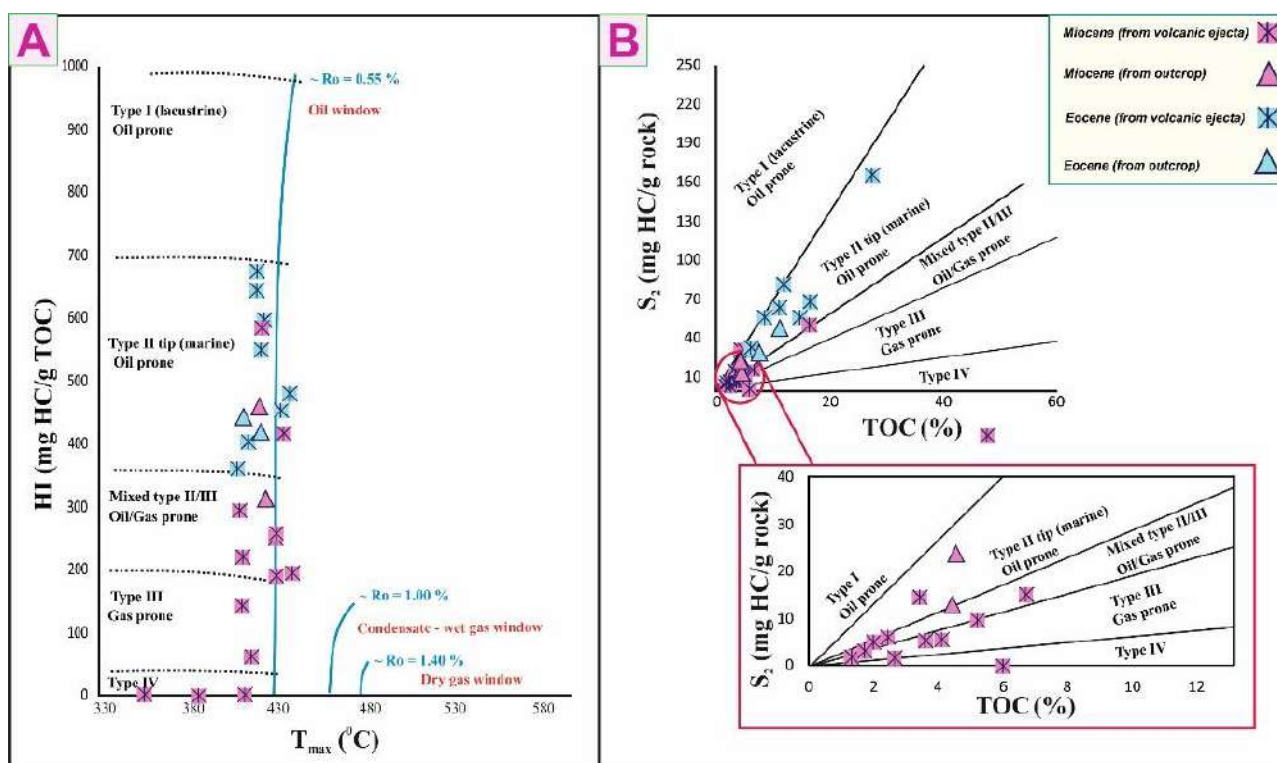 A
HI (mg HC/g TOC)
1000
900
800
700
600
500
400
300
200
100
0
Type I (lacustrine)
Oil prone
Type II tip (marine)
Oil prone
Mixed type II/III
Oil/Gas prone
Type III
Gas prone
Type IV
~ Ro = 0.55 %
Oil window
~ Ro = 1.00 %
Condensate - wet gas window
~ Ro = 1.40 %
Dry gas window
330 380 430 480 530 580
Tmax (⁰C)
B
S₂ (mg HC/g rock)
250
220
190
160
130
100
70
40
10
Type I (lacustrine)
Oil prone
Type II tip (marine)
Oil prone
Mixed type II/III
Oil/Gas prone
Type III
Gas prone
Type IV
0 20 40 60
TOC (%)
Miocene (from volcanic ejecta)
Miocene (from outcrop)
Eocene (from volcanic ejecta)
Eocene (from outcrop)
S₂ (mg HC/g rock)
40
30
20
10
0
Type I
Oil prone
Type II tip (marine)
Oil prone
Mixed type II/III
Oil/Gas prone
Type III
Gas prone
Type IV
0 2 4 6 8 10 12
TOC (%)